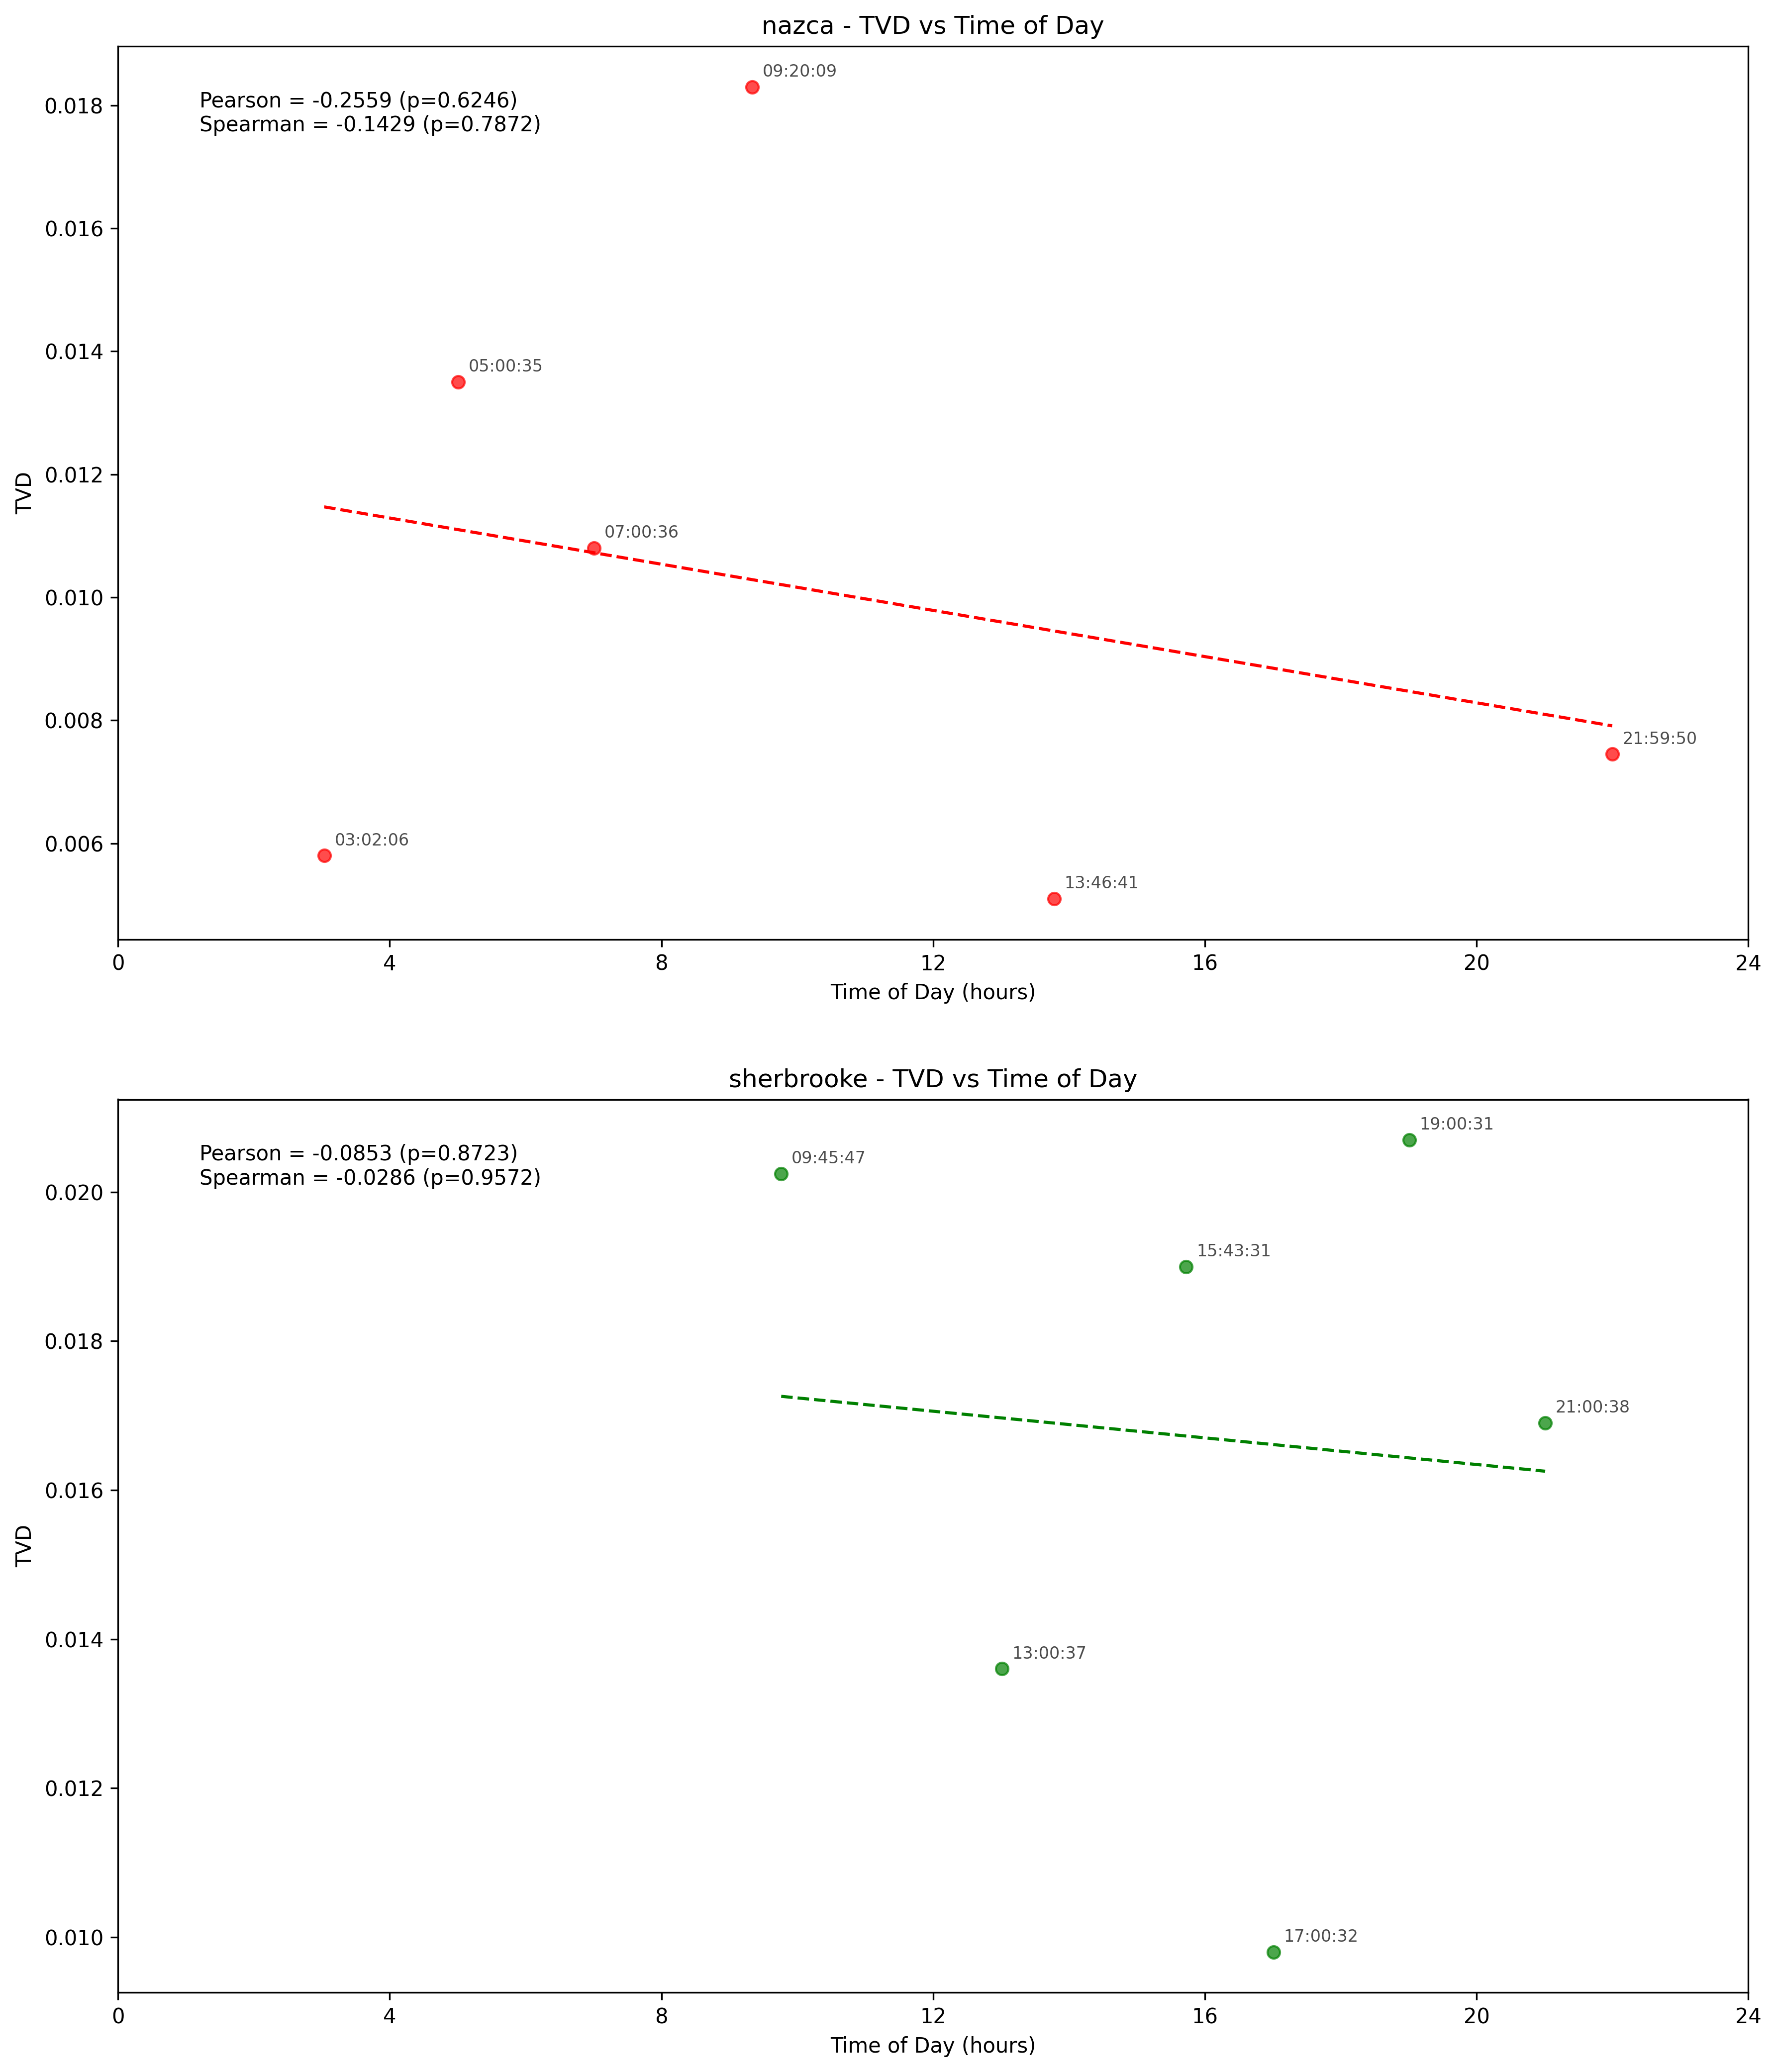 nazca - TVD vs Time of Day
Pearson = -0.2559 (p=0.6246)
Spearman = -0.1429 (p=0.7872)
09:20:09
05:00:35
07:00:36
21:59:50
03:02:06
13:46:41
TVD
0.018
0.016
0.014
0.012
0.010
0.008
0.006
0 4 8 12 16 20 24
Time of Day (hours)
sherbrooke - TVD vs Time of Day
Pearson = -0.0853 (p=0.8723)
Spearman = -0.0286 (p=0.9572)
19:00:31
09:45:47
15:43:31
21:00:38
13:00:37
17:00:32
TVD
0.020
0.018
0.016
0.014
0.012
0.010
0 4 8 12 16 20 24
Time of Day (hours)